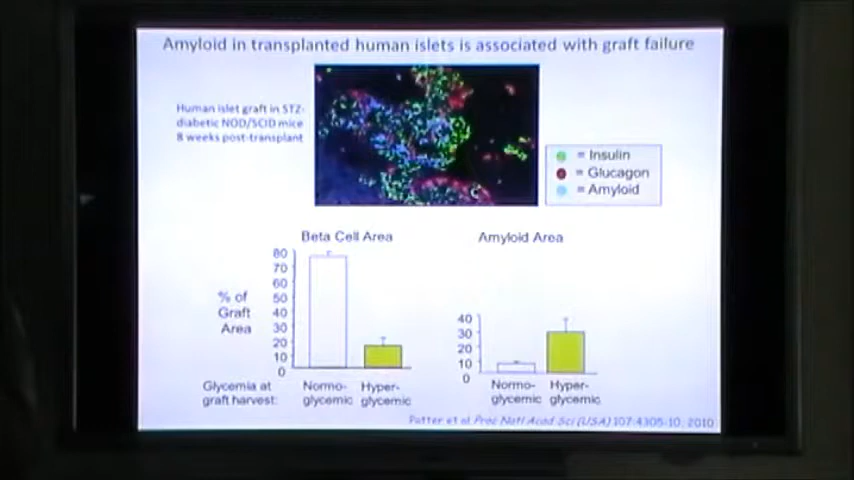 Amyloid in transplanted human islets is associated with graft failure
Human islet graft in STZ-
diabetic NOD/SCID mice
8 weeks post-transplant
= Insulin
= Glucagon
= Amyloid
C
Beta Cell Area
Amyloid Area
80
70
60
50
40
30
20
10
0
% of
Graft
Area
40
30
20
10
0
Glycemia at
graft harvest:
Normo-
glycemic
Hyper-
glycemic
Normo-
glycemic
Hyper-
glycemic
Potter et al Proc Natl Acad Sci (USA) 107:4305-10, 2010